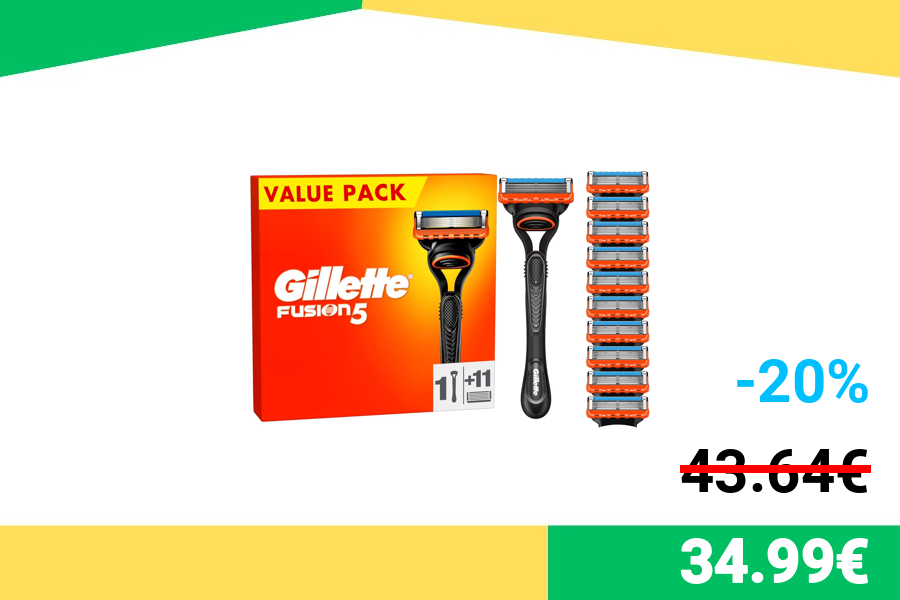 VALUE PACK
Gillette
FUSION5
1 +11
Gillette
-20%
43.64€
34.99€